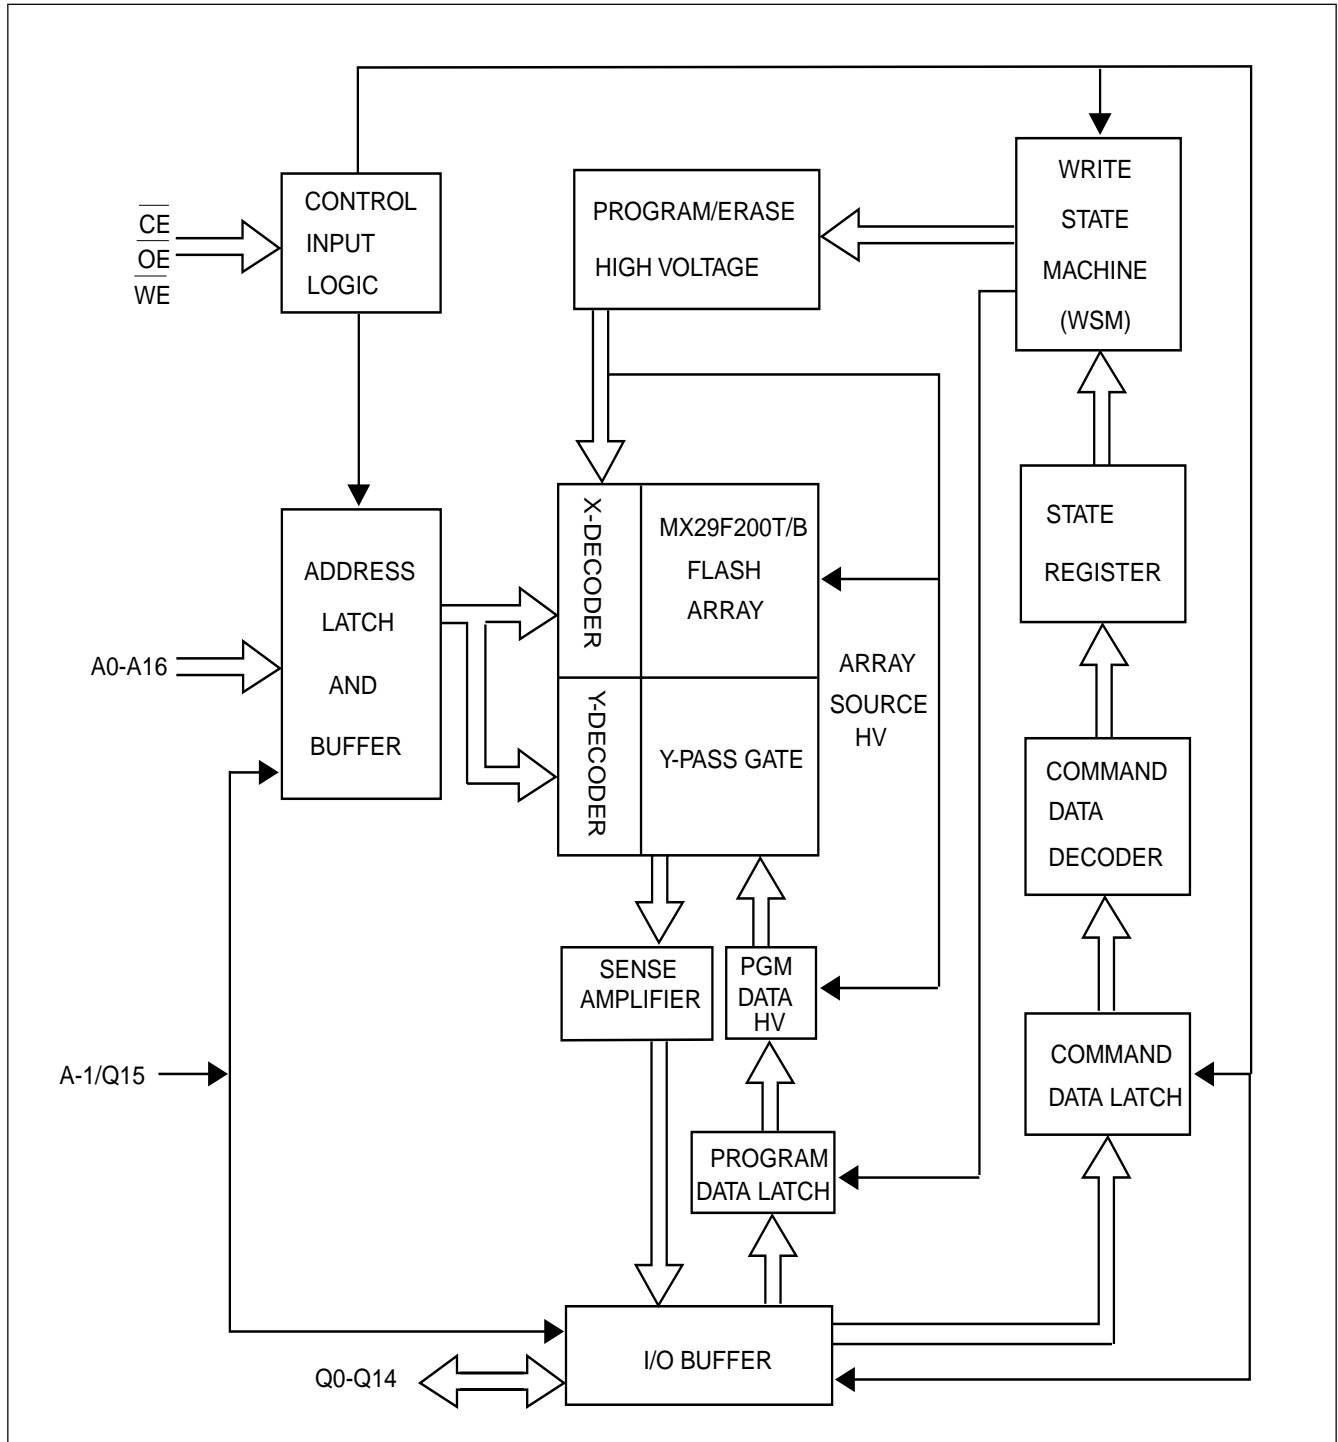 WRITE
STATE
MACHINE
(WSM)
CONTROL
INPUT
LOGIC
PROGRAM/ERASE
HIGH VOLTAGE
CE
OE
WE
STATE
REGISTER
X-DECODER
MX29F200T/B
FLASH
ARRAY
ADDRESS
LATCH
AND
BUFFER
A0-A16
ARRAY
SOURCE
HV
Y-DECODER
Y-PASS GATE
COMMAND
DATA
DECODER
SENSE
AMPLIFIER
PGM
DATA
HV
COMMAND
DATA LATCH
A-1/Q15
PROGRAM
DATA LATCH
I/O BUFFER
Q0-Q14